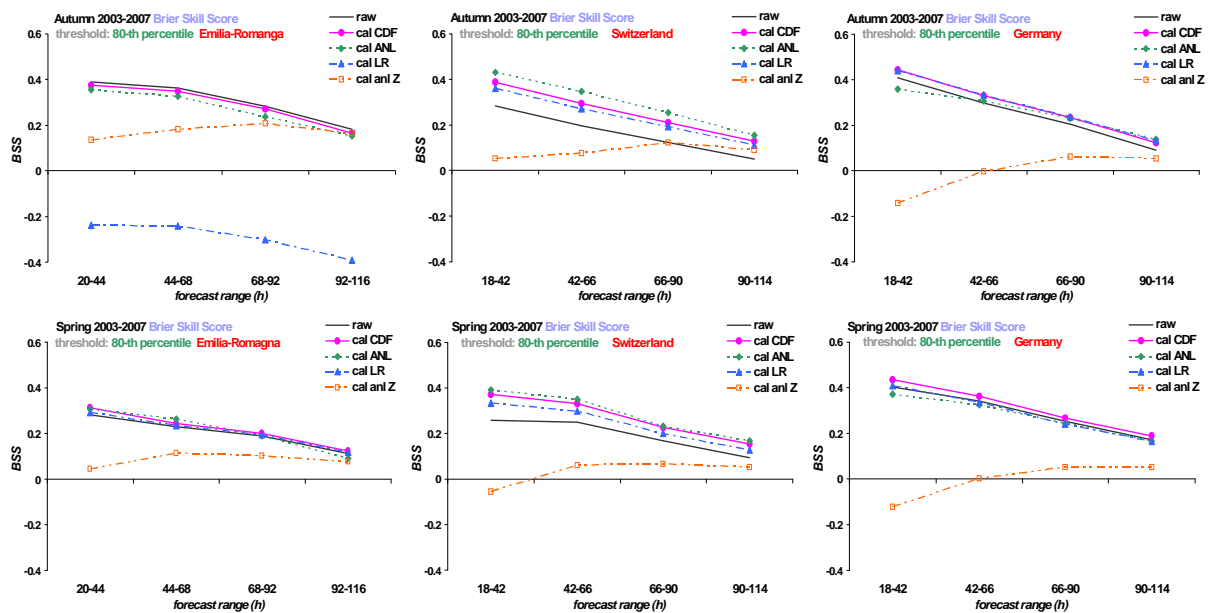 Autumn 2003-2007 Brier Skill Score
threshold: 80-th percentile Emilia-Romanga
raw
cal CDF
cal ANL
cal LR
cal anl Z
0.6
0.4
0.2
0
-0.2
-0.4
BSS
20-44 44-68 68-92 92-116
forecast range (h)
Autumn 2003-2007 Brier Skill Score
threshold: 80-th percentile Switzerland
raw
cal CDF
cal ANL
cal LR
cal anl Z
0.6
0.4
0.2
0
-0.2
-0.4
BSS
18-42 42-66 66-90 90-114
forecast range (h)
Autumn 2003-2007 Brier Skill Score
threshold: 80-th percentile Germany
raw
cal CDF
cal ANL
cal LR
cal anl Z
0.6
0.4
0.2
0
-0.2
-0.4
BSS
18-42 42-66 66-90 90-114
forecast range (h)
Spring 2003-2007 Brier Skill Score
threshold: 80-th percentile Emilia-Romagna
raw
cal CDF
cal ANL
cal LR
cal anl Z
0.6
0.4
0.2
0
-0.2
-0.4
BSS
20-44 44-68 68-92 92-116
forecast range (h)
Spring 2003-2007 Brier Skill Score
threshold: 80-th percentile Switzerland
raw
cal CDF
cal ANL
cal LR
cal anl Z
0.6
0.4
0.2
0
-0.2
-0.4
BSS
18-42 42-66 66-90 90-114
forecast range (h)
Spring 2003-2007 Brier Skill Score
threshold: 80-th percentile Germany
raw
cal CDF
cal ANL
cal LR
cal anl Z
0.6
0.4
0.2
0
-0.2
-0.4
BSS
18-42 42-66 66-90 90-114
forecast range (h)